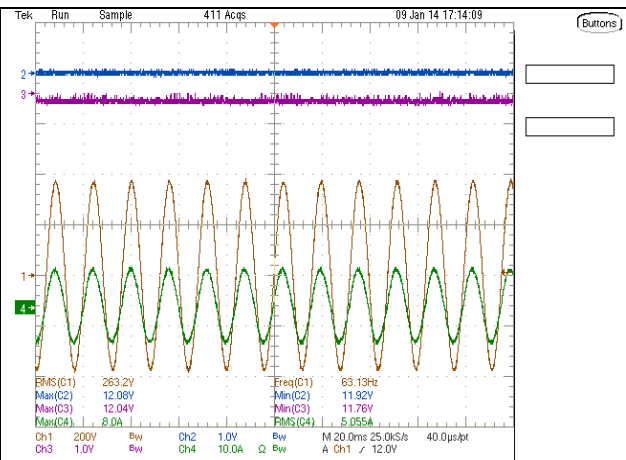 Tek Run Sample 411 Acqs 09 Jan 14 17:14:09
Buttons
2
3
1
4
RMS(C1) 263.2V Freq(C1) 63.13Hz
Max(C2) 12.08V Min(C2) 11.92V
Max(C3) 12.04V Min(C3) 11.76V
Max(C4) 8.0A RMS(C4) 5.055A
Ch1 200V Bw Ch2 1.0V Bw M 20.0ms 25.0kS/s 40.0µs/pt
Ch3 1.0V Bw Ch4 10.0A Ω Bw A Ch1 ∕ 12.0V